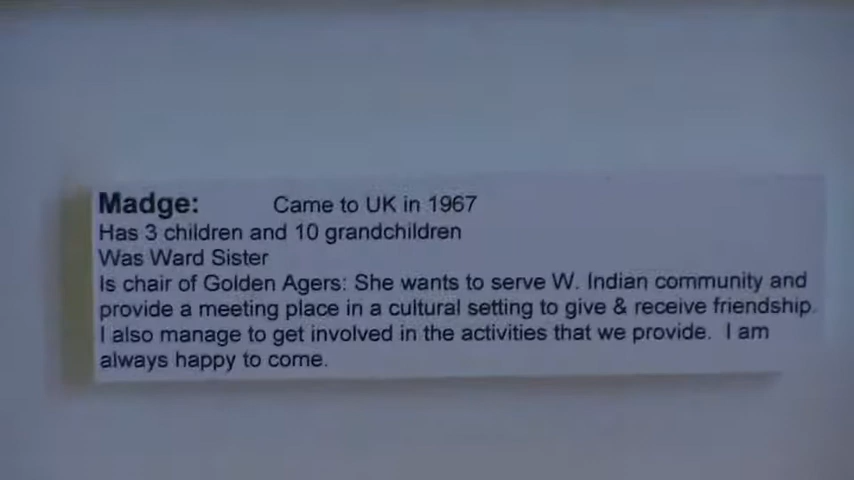 Madge: Came to UK in 1967
Has 3 children and 10 grandchildren
Was Ward Sister
Is chair of Golden Agers: She wants to serve W. Indian community and
provide a meeting place in a cultural setting to give & receive friendship.
I also manage to get involved in the activities that we provide. I am
always happy to come.